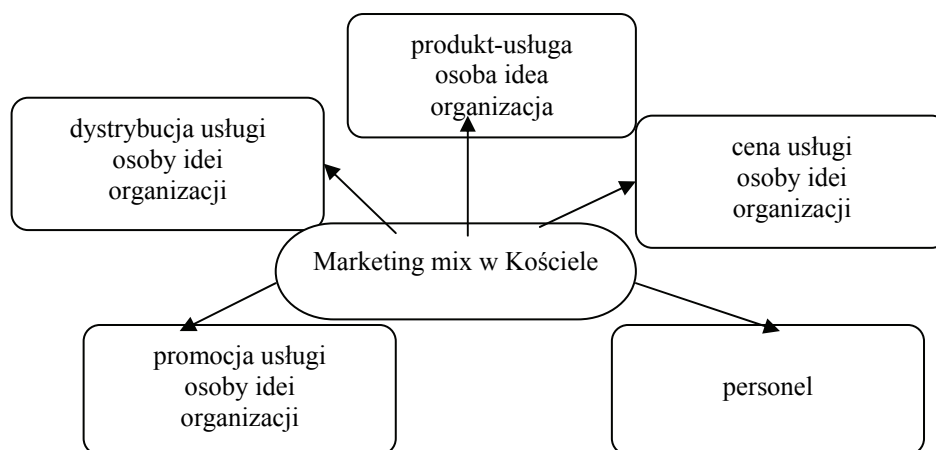 produkt-usługa
osoba idea
organizacja
dystrybucja usługi
osoby idei
organizacji
cena usługi
osoby idei
organizacji
Marketing mix w Kościele
promocja usługi
osoby idei
organizacji
personel